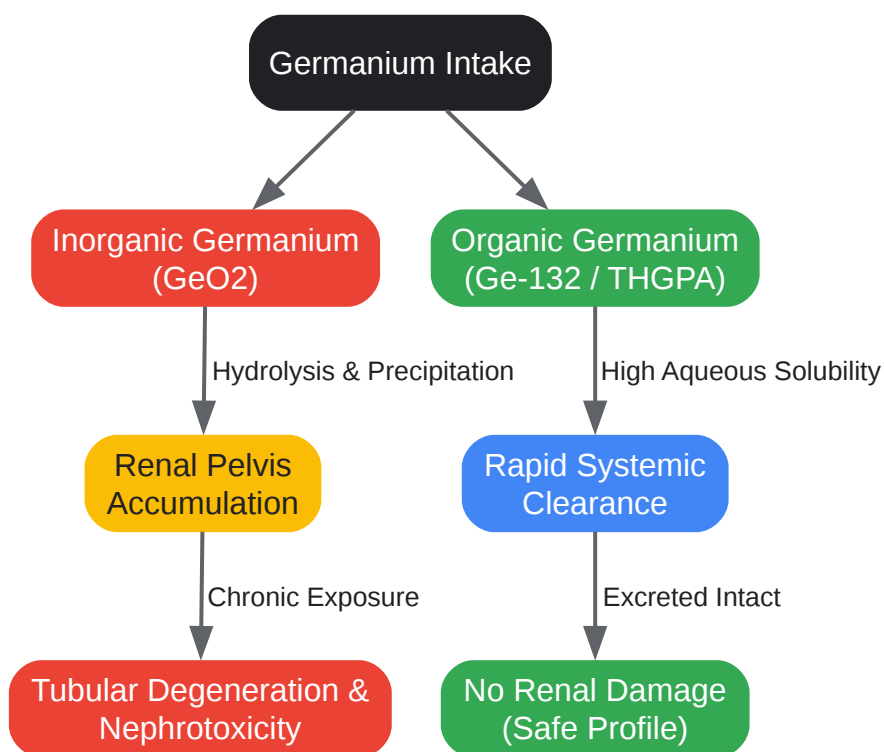 Germanium Intake
Inorganic Germanium
(GeO2)
Organic Germanium
(Ge-132 / THGPA)
Hydrolysis & Precipitation
High Aqueous Solubility
Renal Pelvis
Accumulation
Rapid Systemic
Clearance
Chronic Exposure
Excreted Intact
Tubular Degeneration &
Nephrotoxicity
No Renal Damage
(Safe Profile)